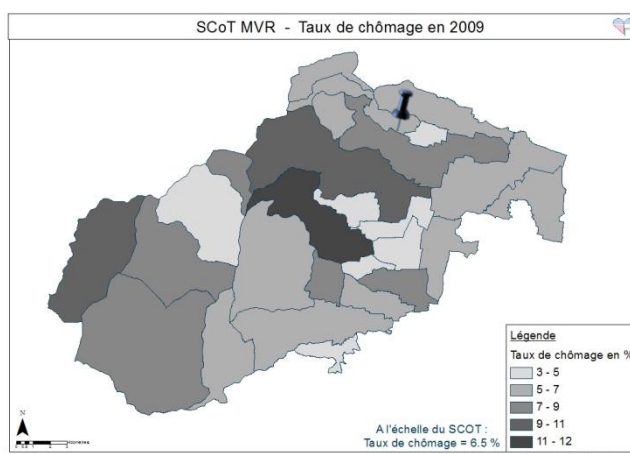 SCoT MVR - Taux de chômage en 2009
Légende
Taux de chômage en %
3 - 5
5 - 7
7 - 9
9 - 11
11 - 12
N
A l'échelle du SCOT :
Taux de chômage = 6.5 %